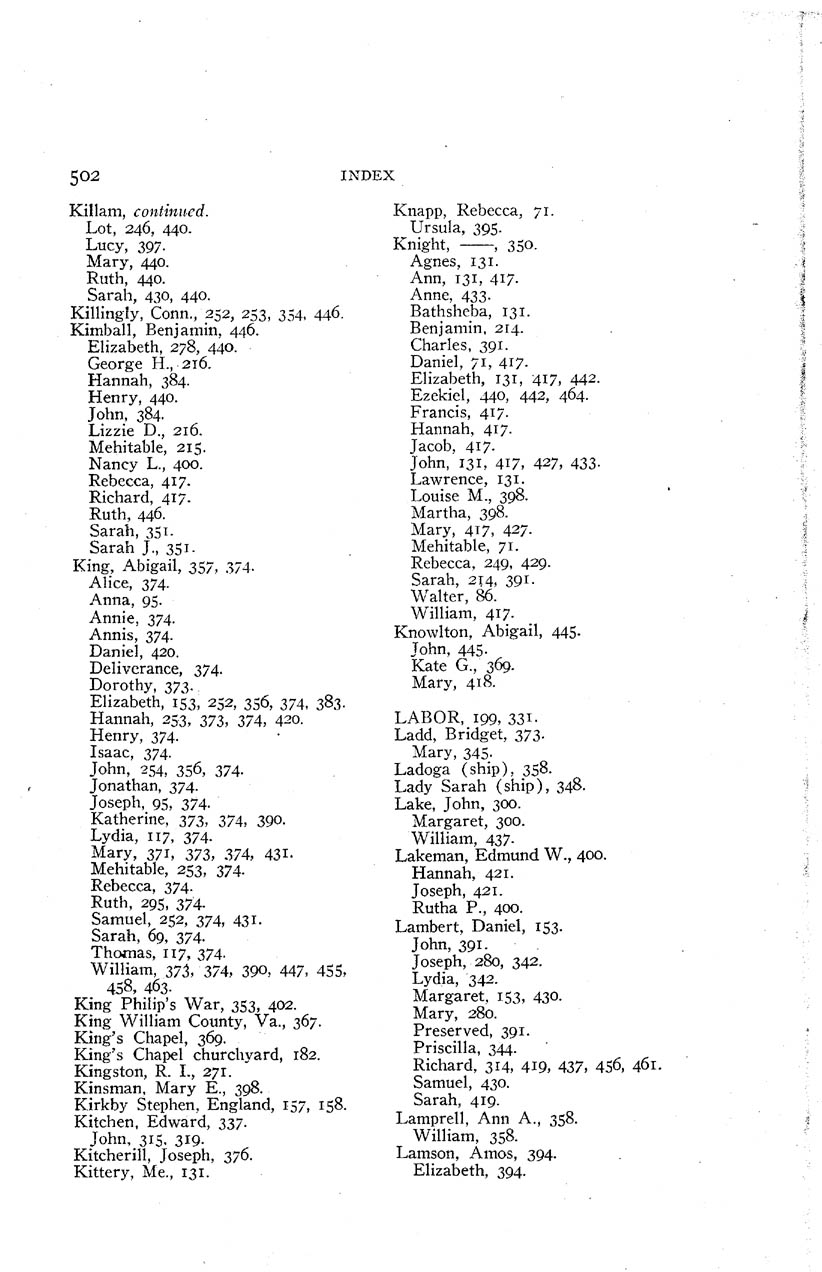 502 INDEX
Killam, continued.
Lot, 246, 440.
Lucy, 397.
Mary, 440.
Ruth, 440.
Sarah, 430, 440.
Killingly, Conn., 252, 253, 354, 446.
Kimball, Benjamin, 446.
Elizabeth, 278, 440.
George H., 216.
Hannah, 384.
Henry, 440.
John, 384.
Lizzie D., 216.
Mehitable, 215.
Nancy L., 400.
Rebecca, 417.
Richard, 417.
Ruth, 446.
Sarah, 351.
Sarah J., 351.
King, Abigail, 357, 374.
Alice, 374.
Anna, 95.
Annie, 374.
Annis, 374.
Daniel, 420.
Deliverance, 374.
Dorothy, 373.
Elizabeth, 153, 252, 356, 374, 383.
Hannah, 253, 373, 374, 420.
Henry, 374.
Isaac, 374.
John, 254, 356, 374.
Jonathan, 374.
Joseph, 95, 374.
Katherine, 373, 374, 390.
Lydia, 117, 374.
Mary, 371, 373, 374, 431.
Mehitable, 253, 374.
Rebecca, 374.
Ruth, 295, 374.
Samuel, 252, 374, 431.
Sarah, 69, 374.
Thomas, 117, 374.
William, 373, 374, 390, 447, 455,
458, 463.
King Philip's War, 353, 402.
King William County, Va., 367.
King's Chapel, 369.
King's Chapel churchyard, 182.
Kingston, R. I., 271.
Kinsman, Mary E., 398.
Kirkby Stephen, England, 157, 158.
Kitchen, Edward, 337.
John, 315, 319.
Kitcherill, Joseph, 376.
Kittery, Me., 131.
Knapp, Rebecca, 71.
Ursula, 395.
Knight, ——, 350.
Agnes, 131.
Ann, 131, 417.
Anne, 433.
Bathsheba, 131.
Benjamin, 214.
Charles, 391.
Daniel, 71, 417.
Elizabeth, 131, 417, 442.
Ezekiel, 440, 442, 464.
Francis, 417.
Hannah, 417.
Jacob, 417.
John, 131, 417, 427, 433.
Lawrence, 131.
Louise M., 398.
Martha, 398.
Mary, 417, 427.
Mehitable, 71.
Rebecca, 249, 429.
Sarah, 214, 391.
Walter, 86.
William, 417.
Knowlton, Abigail, 445.
John, 445.
Kate G., 369.
Mary, 418.
LABOR, 199, 331.
Ladd, Bridget, 373.
Mary, 345.
Ladoga (ship), 358.
Lady Sarah (ship), 348.
Lake, John, 300.
Margaret, 300.
William, 437.
Lakeman, Edmund W., 400.
Hannah, 421.
Joseph, 421.
Rutha P., 400.
Lambert, Daniel, 153.
John, 391.
Joseph, 280, 342.
Lydia, 342.
Margaret, 153, 430.
Mary, 280.
Preserved, 391.
Priscilla, 344.
Richard, 314, 419, 437, 456, 461.
Samuel, 430.
Sarah, 419.
Lamprell, Ann A., 358.
William, 358.
Lamson, Amos, 394.
Elizabeth, 394.